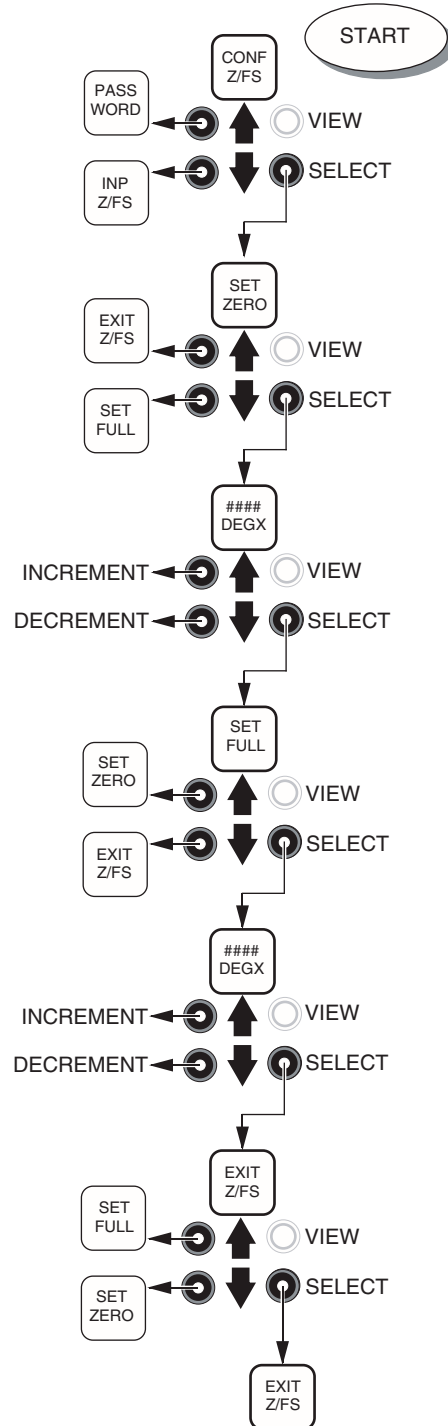 START
CONF
Z/FS
PASS
WORD
VIEW
INP
Z/FS
SELECT
SET
ZERO
EXIT
Z/FS
VIEW
SET
FULL
SELECT
####
DEGX
INCREMENT
VIEW
DECREMENT
SELECT
SET
FULL
SET
ZERO
VIEW
EXIT
Z/FS
SELECT
####
DEGX
INCREMENT
VIEW
DECREMENT
SELECT
EXIT
Z/FS
SET
FULL
VIEW
SET
ZERO
SELECT
EXIT
Z/FS